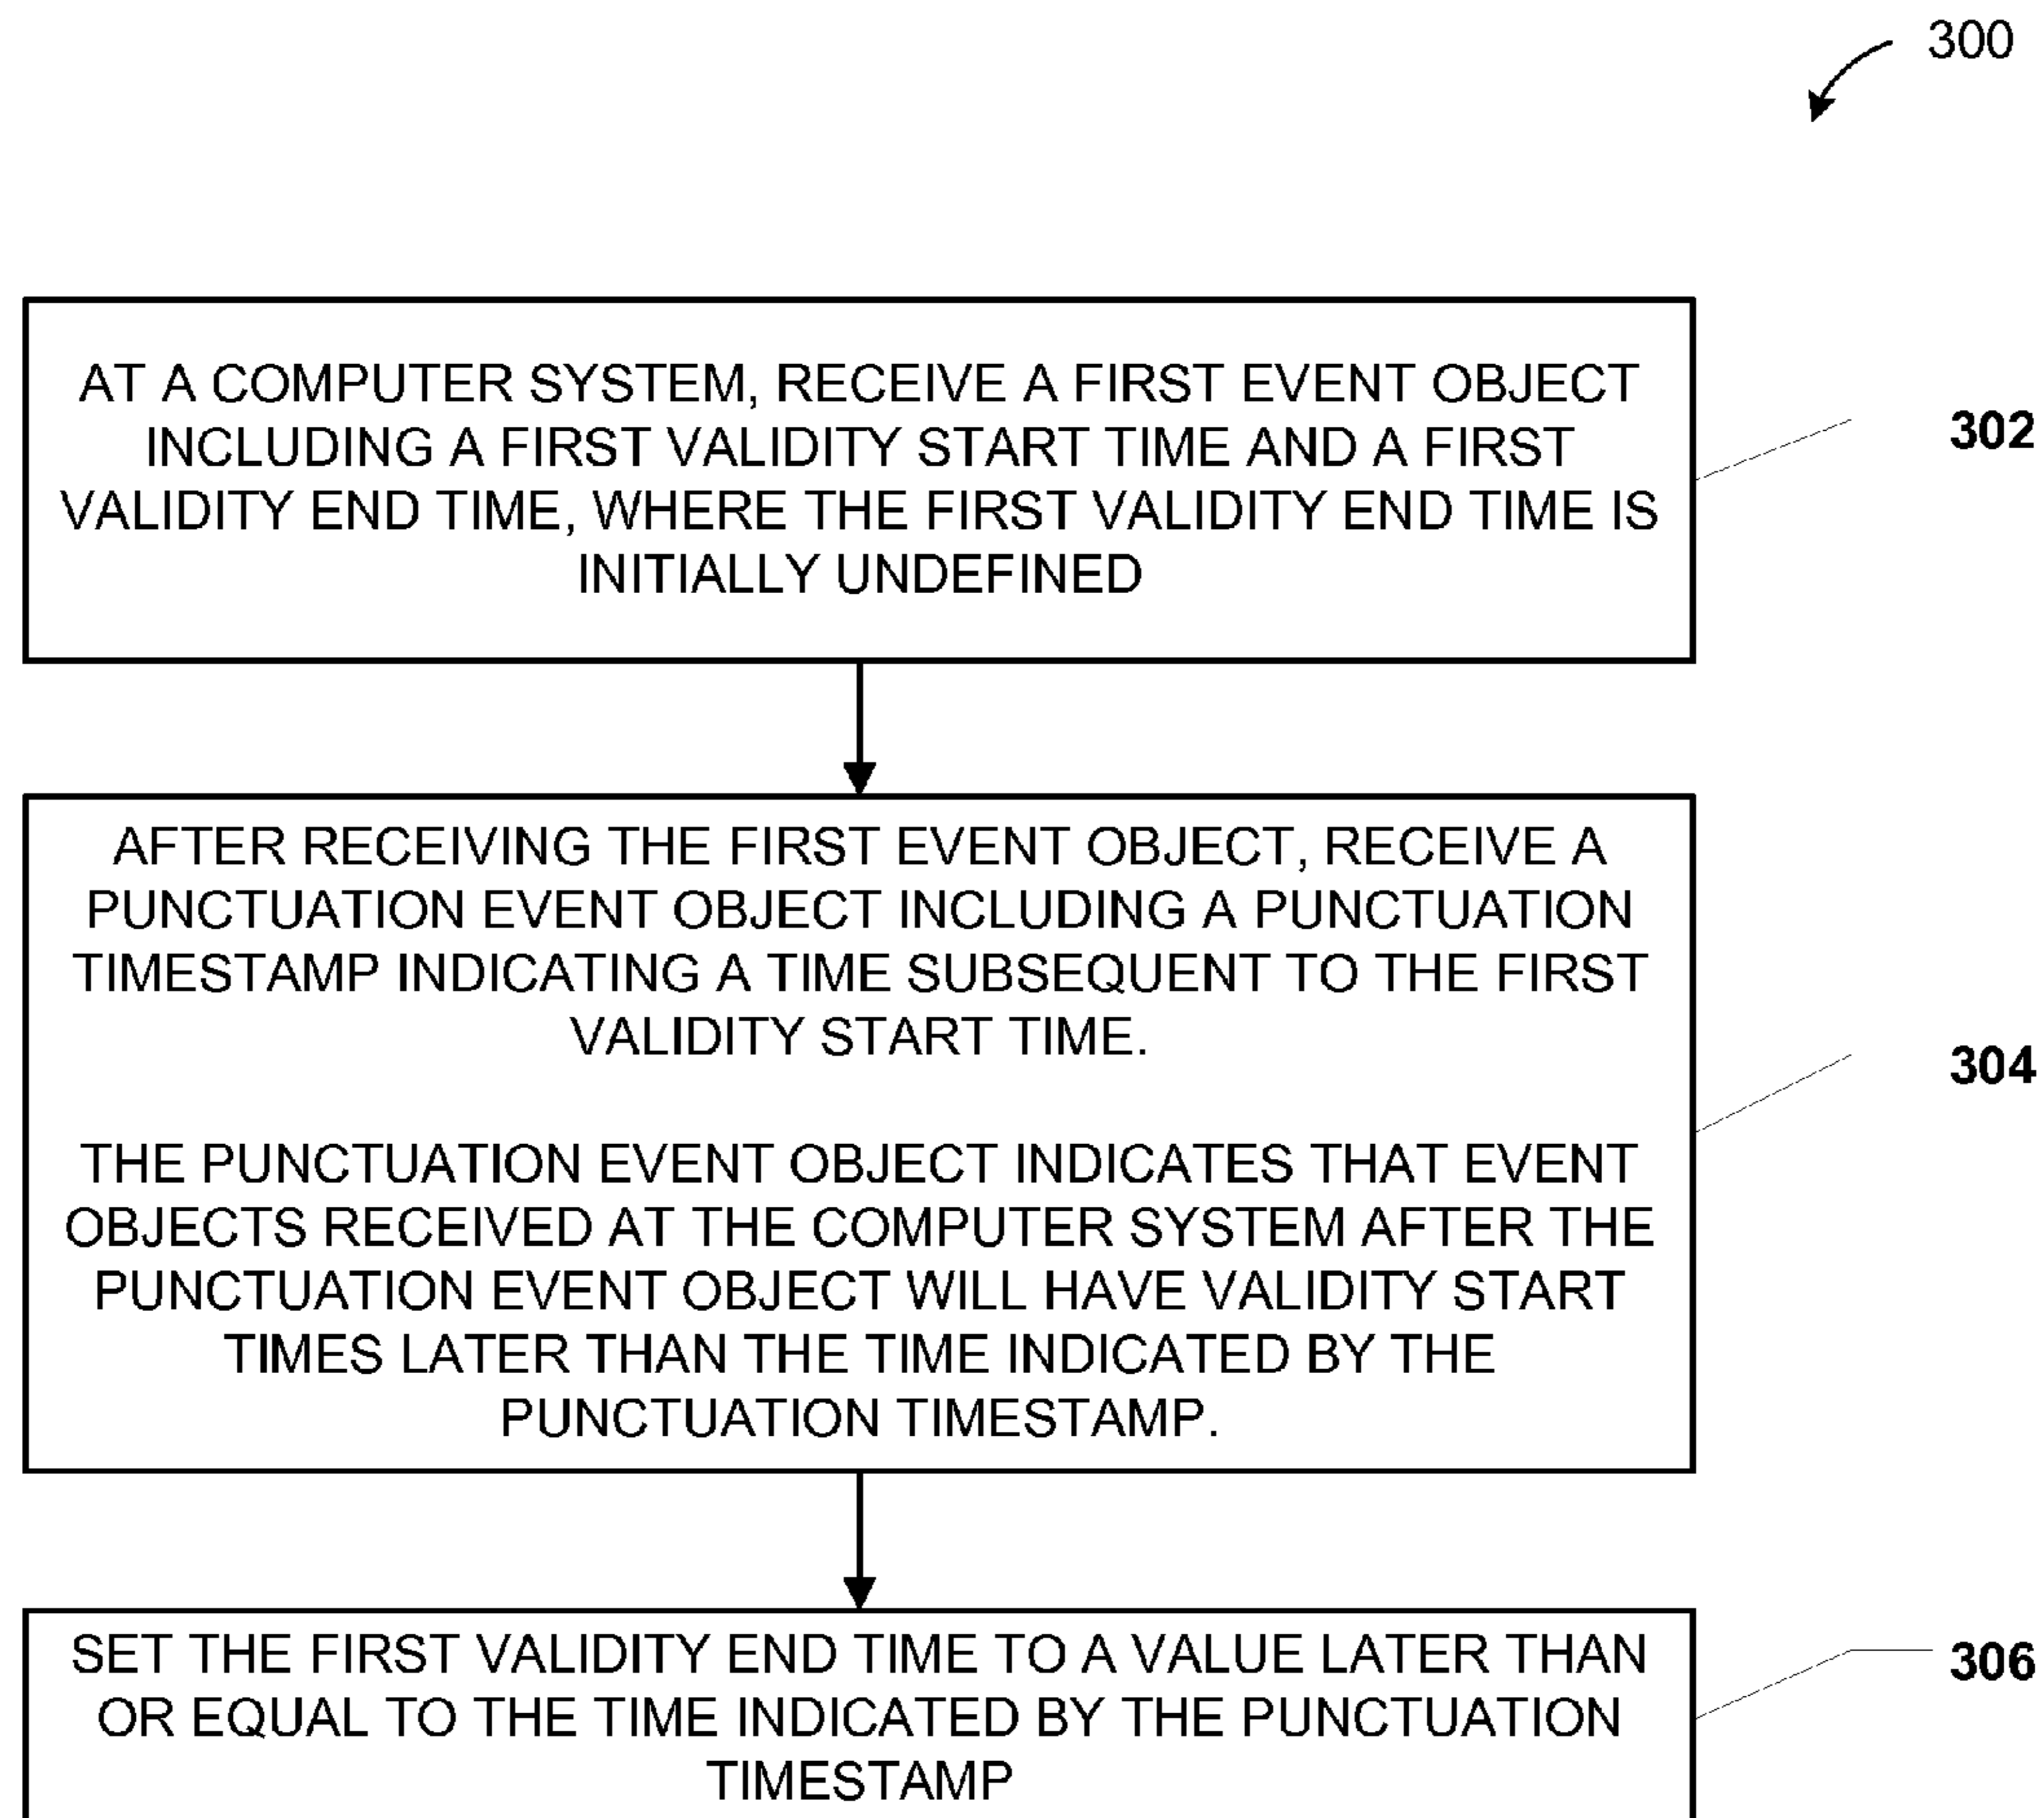 300
AT A COMPUTER SYSTEM, RECEIVE A FIRST EVENT OBJECT
INCLUDING A FIRST VALIDITY START TIME AND A FIRST
VALIDITY END TIME, WHERE THE FIRST VALIDITY END TIME IS
INITIALLY UNDEFINED
302
AFTER RECEIVING THE FIRST EVENT OBJECT, RECEIVE A
PUNCTUATION EVENT OBJECT INCLUDING A PUNCTUATION
TIMESTAMP INDICATING A TIME SUBSEQUENT TO THE FIRST
VALIDITY START TIME.
THE PUNCTUATION EVENT OBJECT INDICATES THAT EVENT
OBJECTS RECEIVED AT THE COMPUTER SYSTEM AFTER THE
PUNCTUATION EVENT OBJECT WILL HAVE VALIDITY START
TIMES LATER THAN THE TIME INDICATED BY THE
PUNCTUATION TIMESTAMP.
304
SET THE FIRST VALIDITY END TIME TO A VALUE LATER THAN
OR EQUAL TO THE TIME INDICATED BY THE PUNCTUATION
TIMESTAMP
306